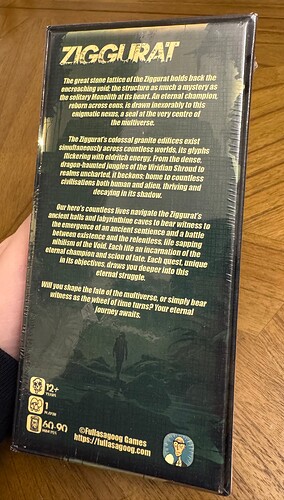 ZIGGURAT
The great stone lattice of the Ziggurat holds back the
encroaching void; the structure as much a mystery as
the solitary Monolith at its heart. An eternal champion,
reborn across eons, is drawn inexorably to this
enigmatic nexus, a seal at the very centre of
the multiverse.
The Ziggurat's colossal granite edifices exist
simultaneously across countless worlds, its glyphs
flickering with eldritch energy. From the dense,
dragon-haunted jungles of the Viridian Shroud to
realms uncharted, it beckons; home to countless
civilisations both human and alien, thriving and
decaying in its shadow.
Our hero's countless lives navigate the Ziggurat's
ancient halls and labyrinthine caves to bear witness to
the emergence of an ancient sentience and a battle
between existence and the relentless, life sapping
nihilism of the Void. Each life an incarnation of the
eternal champion and scion of fate. Each quest, unique
in its objectives, draws you deeper into this
eternal struggle.
Will you shape the fate of the multiverse, or simply bear
witness as the wheel of time turns? Your eternal
journey awaits.
12+
YEARS
1
PLAYER
60-90
MINUTES
©Fullasagoog Games
https://fullasagoog.com